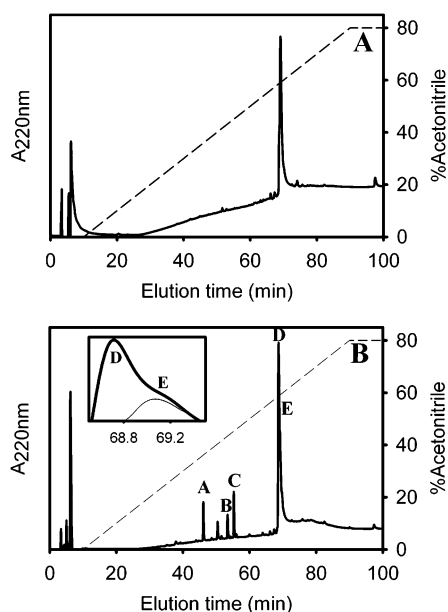 A
A220nm
%Acetonitrile
80
60
40
20
0
0 20 40 60 80 100
Elution time (min)
B
A220nm
%Acetonitrile
D
E
68.8 69.2
A
B
C
D
E
80
60
40
20
0
0 20 40 60 80 100
Elution time (min)